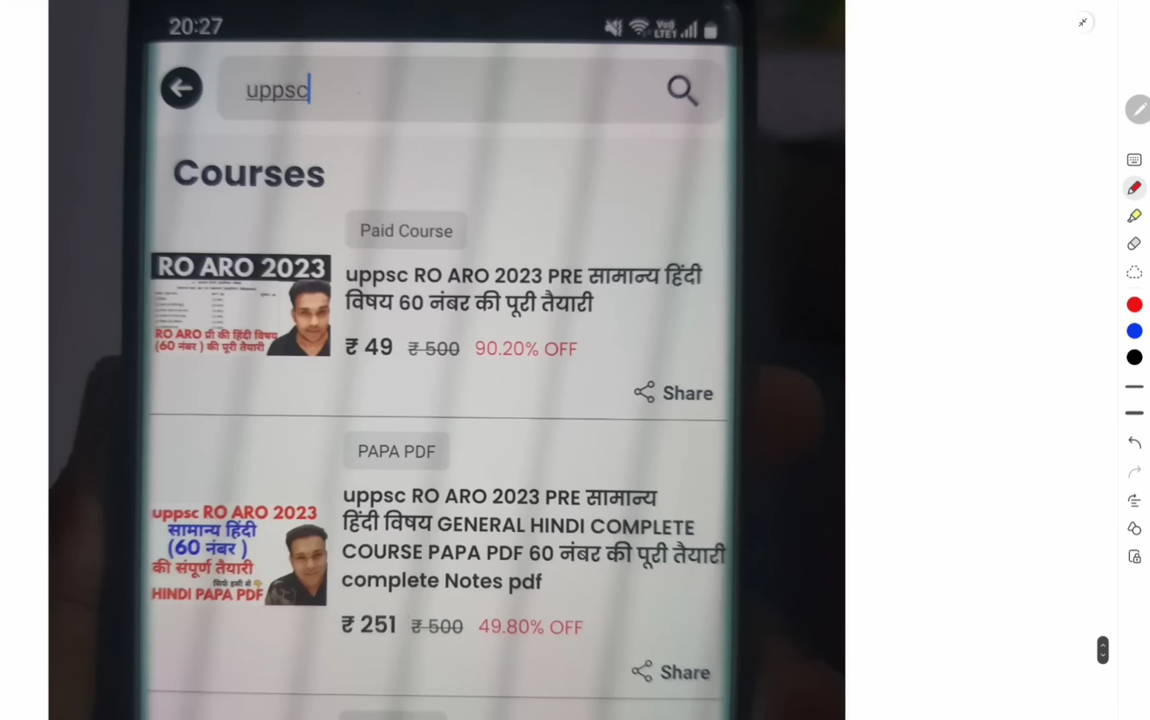 20:27
uppsc
Courses
Paid Course
RO ARO 2023
RO ARO प्री की हिंदी विषय
(60 नंबर ) की पूरी तैयारी
uppsc RO ARO 2023 PRE सामान्य हिंदी
विषय 60 नंबर की पूरी तैयारी
₹ 49 ₹ 500 90.20% OFF
Share
PAPA PDF
uppsc RO ARO 2023
सामान्य हिंदी
(60 नंबर )
की संपूर्ण तैयारी
सिर्फ इसी से
HINDI PAPA PDF
uppsc RO ARO 2023 PRE सामान्य
हिंदी विषय GENERAL HINDI COMPLETE
COURSE PAPA PDF 60 नंबर की पूरी तैयारी
complete Notes pdf
₹ 251 ₹ 500 49.80% OFF
Share